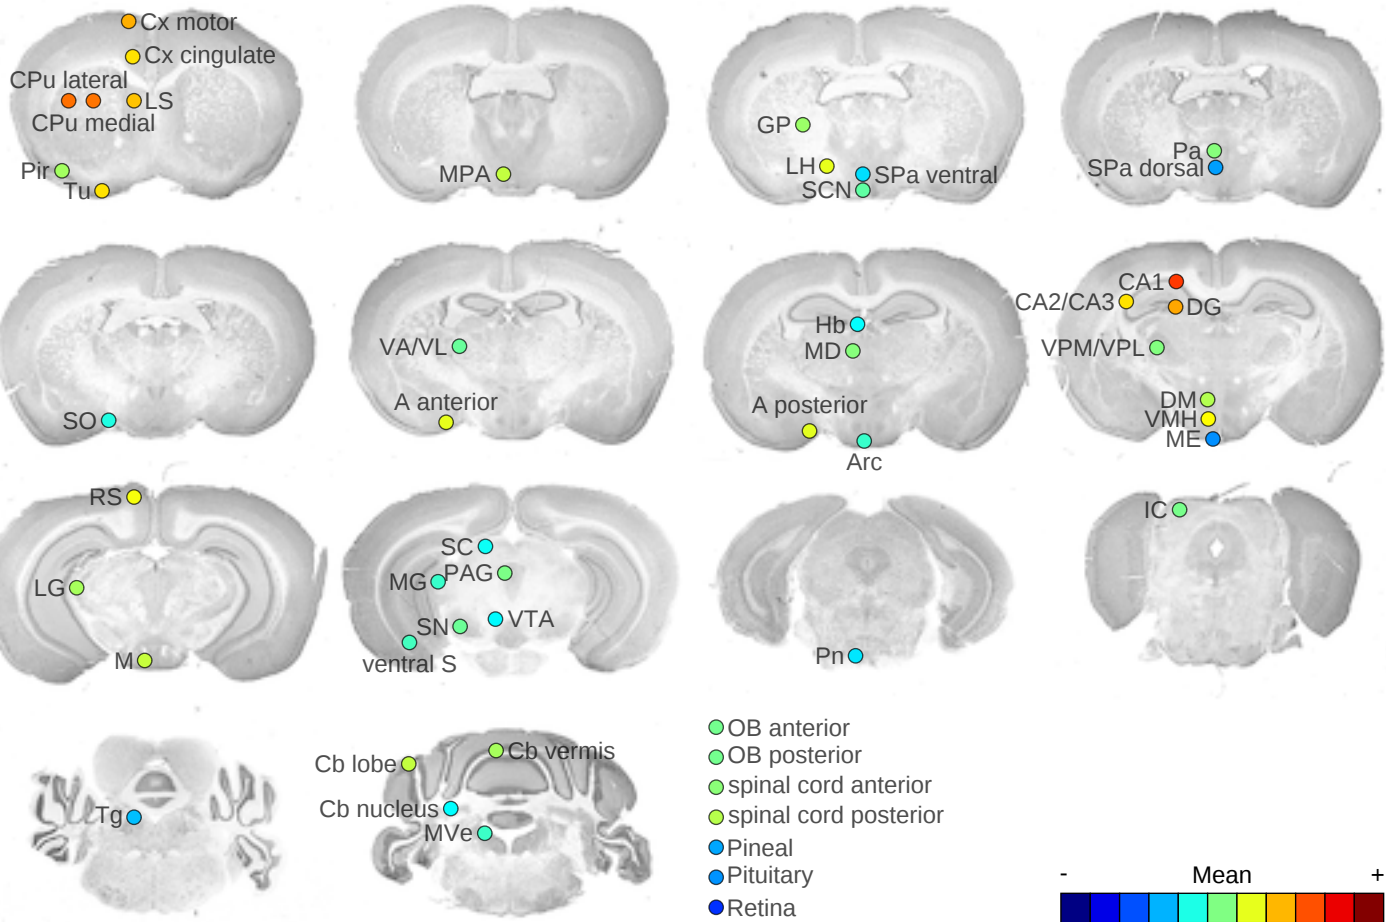 Cx motor
Cx cingulate
CPu lateral
LS
CPu medial
Pir
Tu
MPA
GP
LH
SPa ventral
SCN
Pa
SPa dorsal
SO
VA/VL
A anterior
Hb
MD
A posterior
Arc
CA1
CA2/CA3
DG
VPM/VPL
DM
VMH
ME
RS
LG
M
SC
MG
PAG
SN
VTA
ventral S
Pn
IC
Tg
Cb lobe
Cb vermis
Cb nucleus
MVe
OB anterior
OB posterior
spinal cord anterior
spinal cord posterior
Pineal
Pituitary
Retina
- Mean +